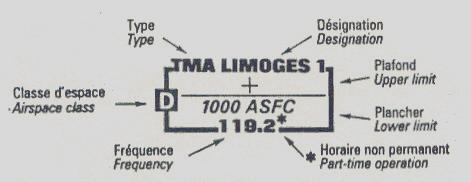 Type
Type
Désignation
Designation
TMA LIMOGES 1
Plafond
Upper limit
+
Classe d'espace
Airspace class
D
1000 ASFC
Plancher
Lower limit
119.2*
Fréquence
Frequency
* Horaire non permanent
Part-time operation